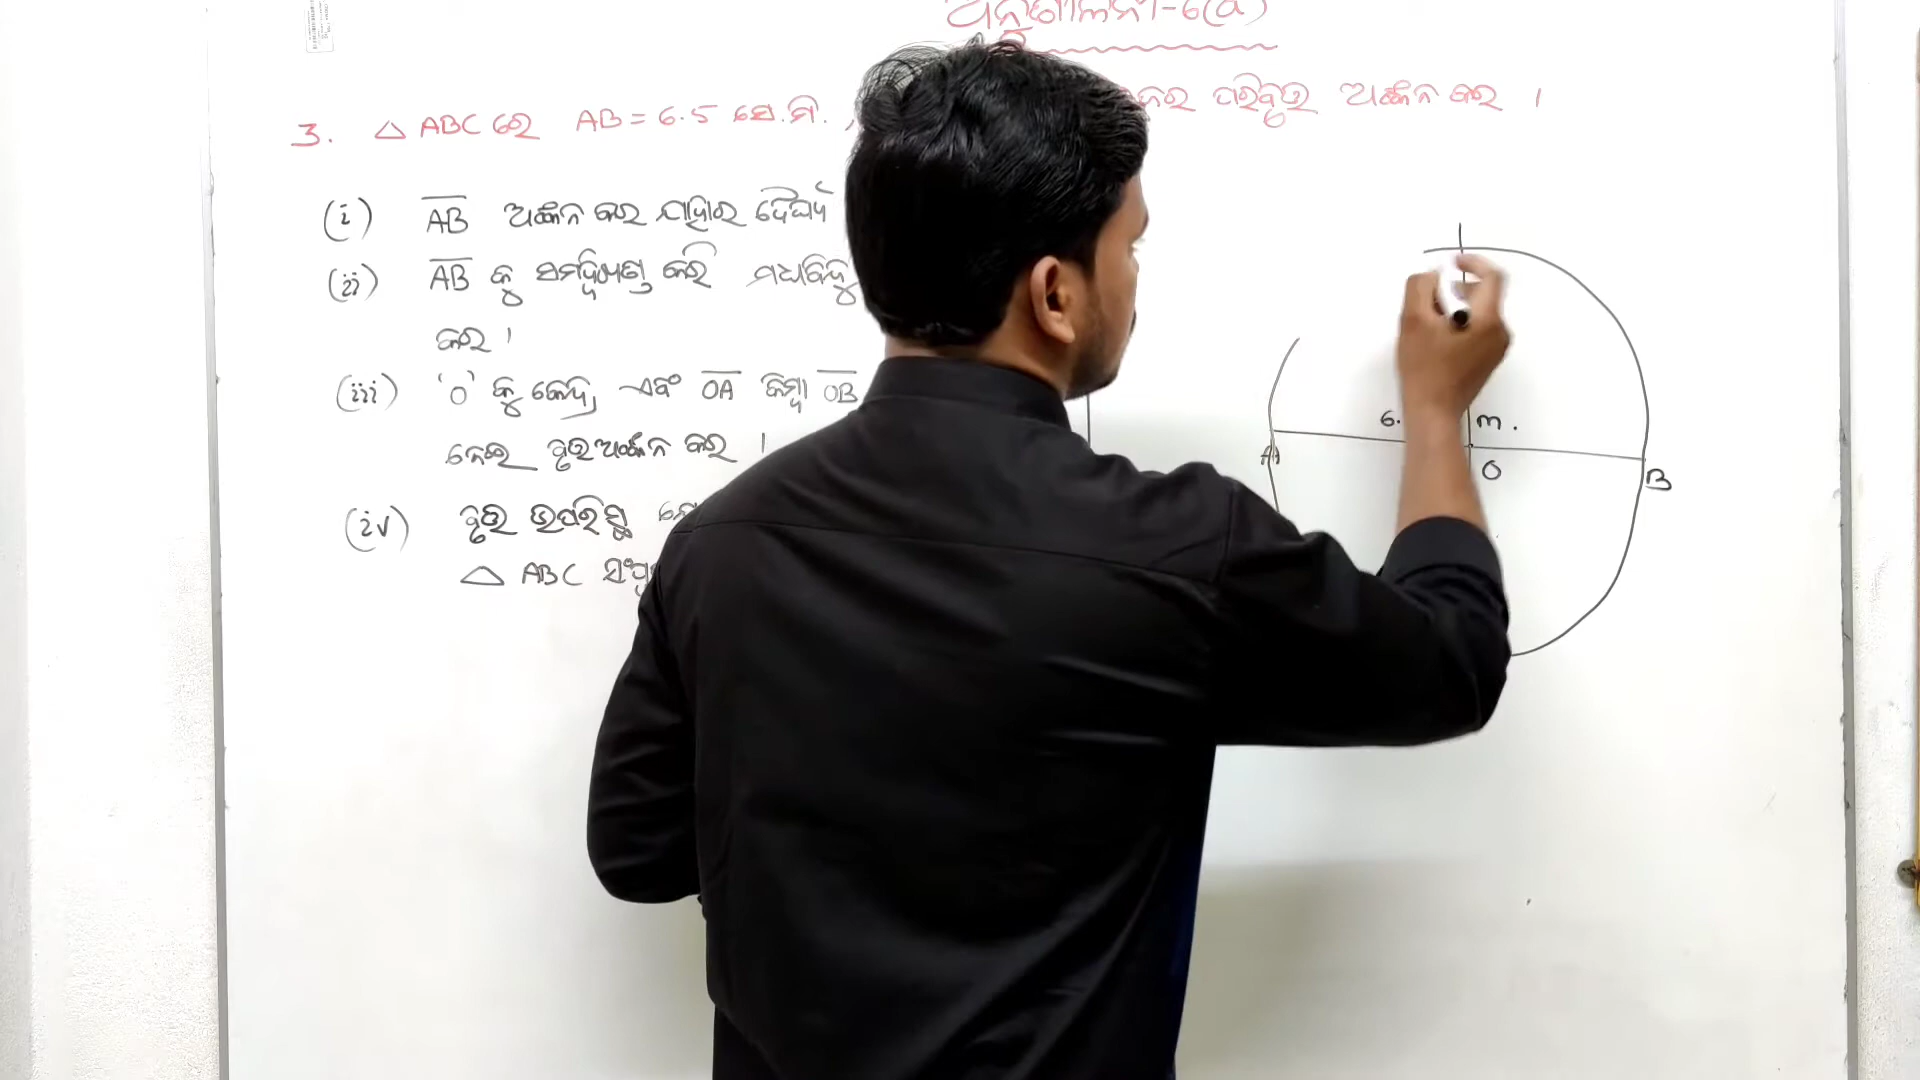 ଅନୁଶୀଳନୀ-6(a)
3. △ ABC ରେ AB = 6.5 ସେ.ମି. , ପରିବୃତ୍ତ ଅଙ୍କନ କର ।
(i) AB ଅଙ୍କନ କର ଯାହାର ଦୈର୍ଘ୍ୟ
(ii) AB କୁ ସମଦ୍ୱିଖଣ୍ଡ କରି ମଧ୍ୟବିନ୍ଦୁ
କର ।
(iii) 'O' କୁ କେନ୍ଦ୍ର ଏବଂ OA କିମ୍ବା OB
ନେଇ ବୃତ୍ତ ଅଙ୍କନ କର ।
(iv) ବୃତ୍ତ ଉପରିସ୍ଥ
△ ABC
6. m.
A O B